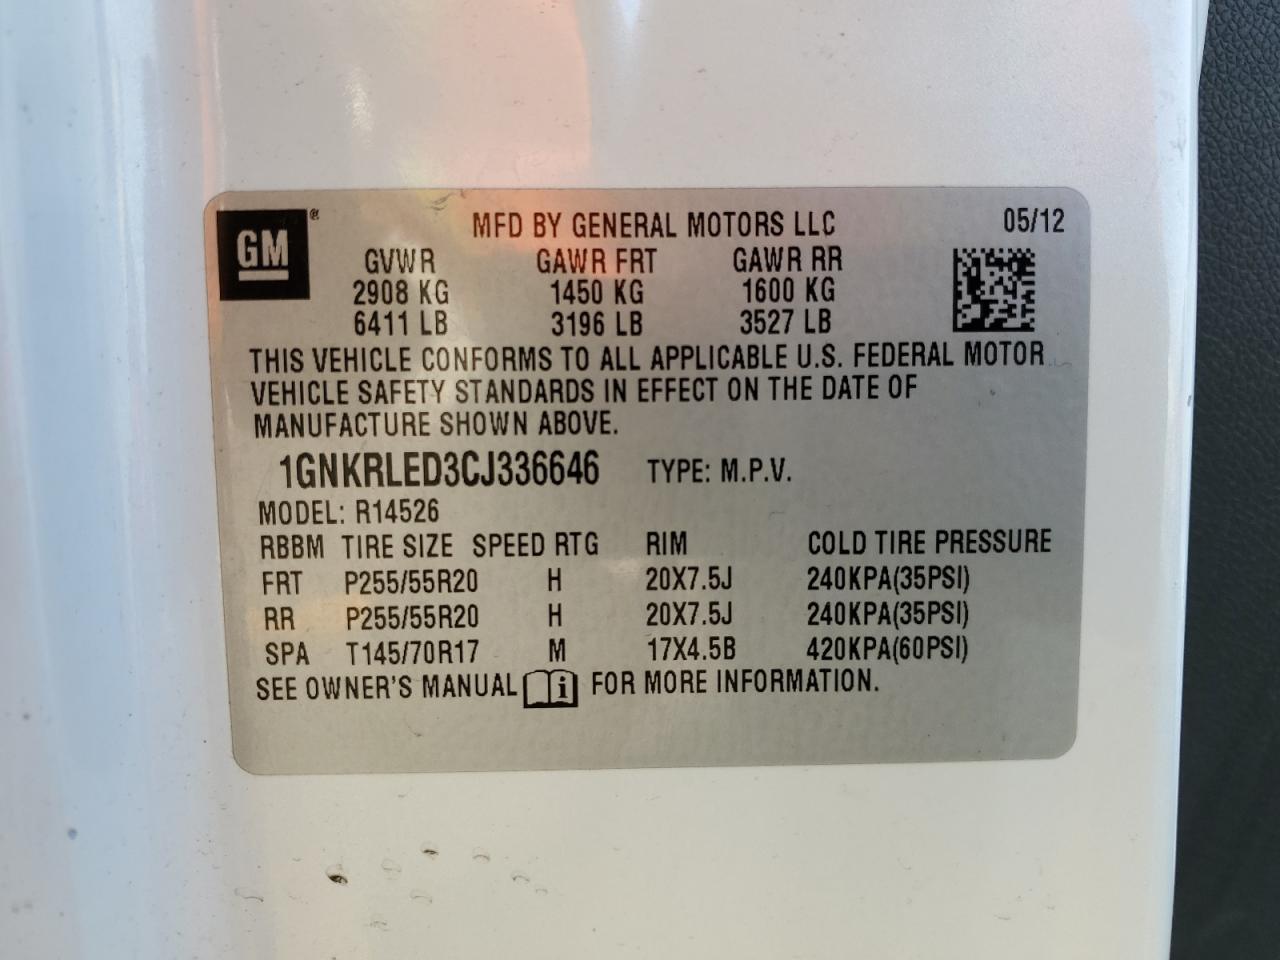 GM ® MFD BY GENERAL MOTORS LLC 05/12
GVWR GAWR FRT GAWR RR
2908 KG 1450 KG 1600 KG
6411 LB 3196 LB 3527 LB
THIS VEHICLE CONFORMS TO ALL APPLICABLE U.S. FEDERAL MOTOR
VEHICLE SAFETY STANDARDS IN EFFECT ON THE DATE OF
MANUFACTURE SHOWN ABOVE.
1GNKRLED3CJ336646 TYPE: M.P.V.
MODEL: R14526
RBBM TIRE SIZE SPEED RTG RIM COLD TIRE PRESSURE
FRT P255/55R20 H 20X7.5J 240KPA(35PSI)
RR P255/55R20 H 20X7.5J 240KPA(35PSI)
SPA T145/70R17 M 17X4.5B 420KPA(60PSI)
SEE OWNER'S MANUAL i FOR MORE INFORMATION.